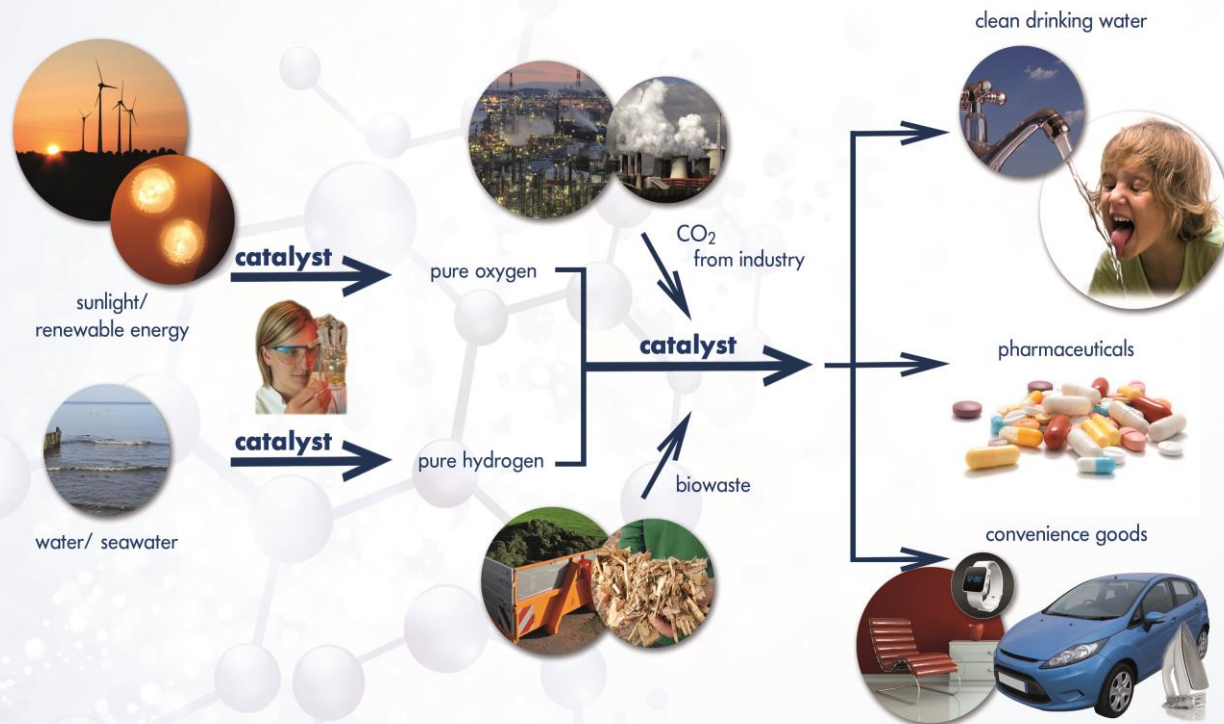 clean drinking water
CO2
from industry
catalyst
pure oxygen
sunlight/
renewable energy
catalyst
pharmaceuticals
catalyst
pure hydrogen
biowaste
water/ seawater
convenience goods